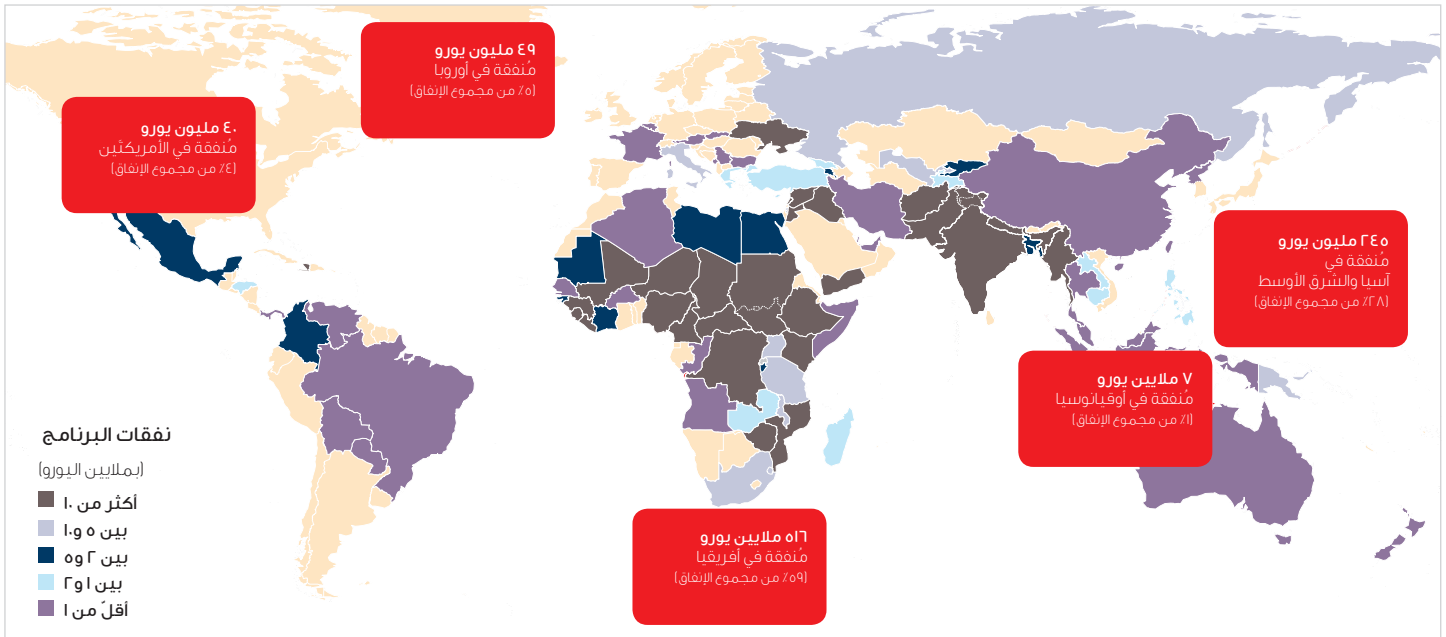 ٤٩ مليون يورو
مُنفقة في أوروبا
(٥٪ من مجموع الإنفاق)
٤٠ مليون يورو
مُنفقة في الأمريكتَين
(٤٪ من مجموع الإنفاق)
٢٤٥ مليون يورو
مُنفقة في
آسيا والشرق الأوسط
(٢٨٪ من مجموع الإنفاق)
٧ ملايين يورو
مُنفقة في أوقيانوسيا
(١٪ من مجموع الإنفاق)
٥١٦ ملايين يورو
مُنفقة في أفريقيا
(٥٩٪ من مجموع الإنفاق)
نفقات البرنامج
(بملايين اليورو)
أكثر من ١٠
بين ٥ و١٠
بين ٢ و٥
بين ١ و٢
أقلّ من ١